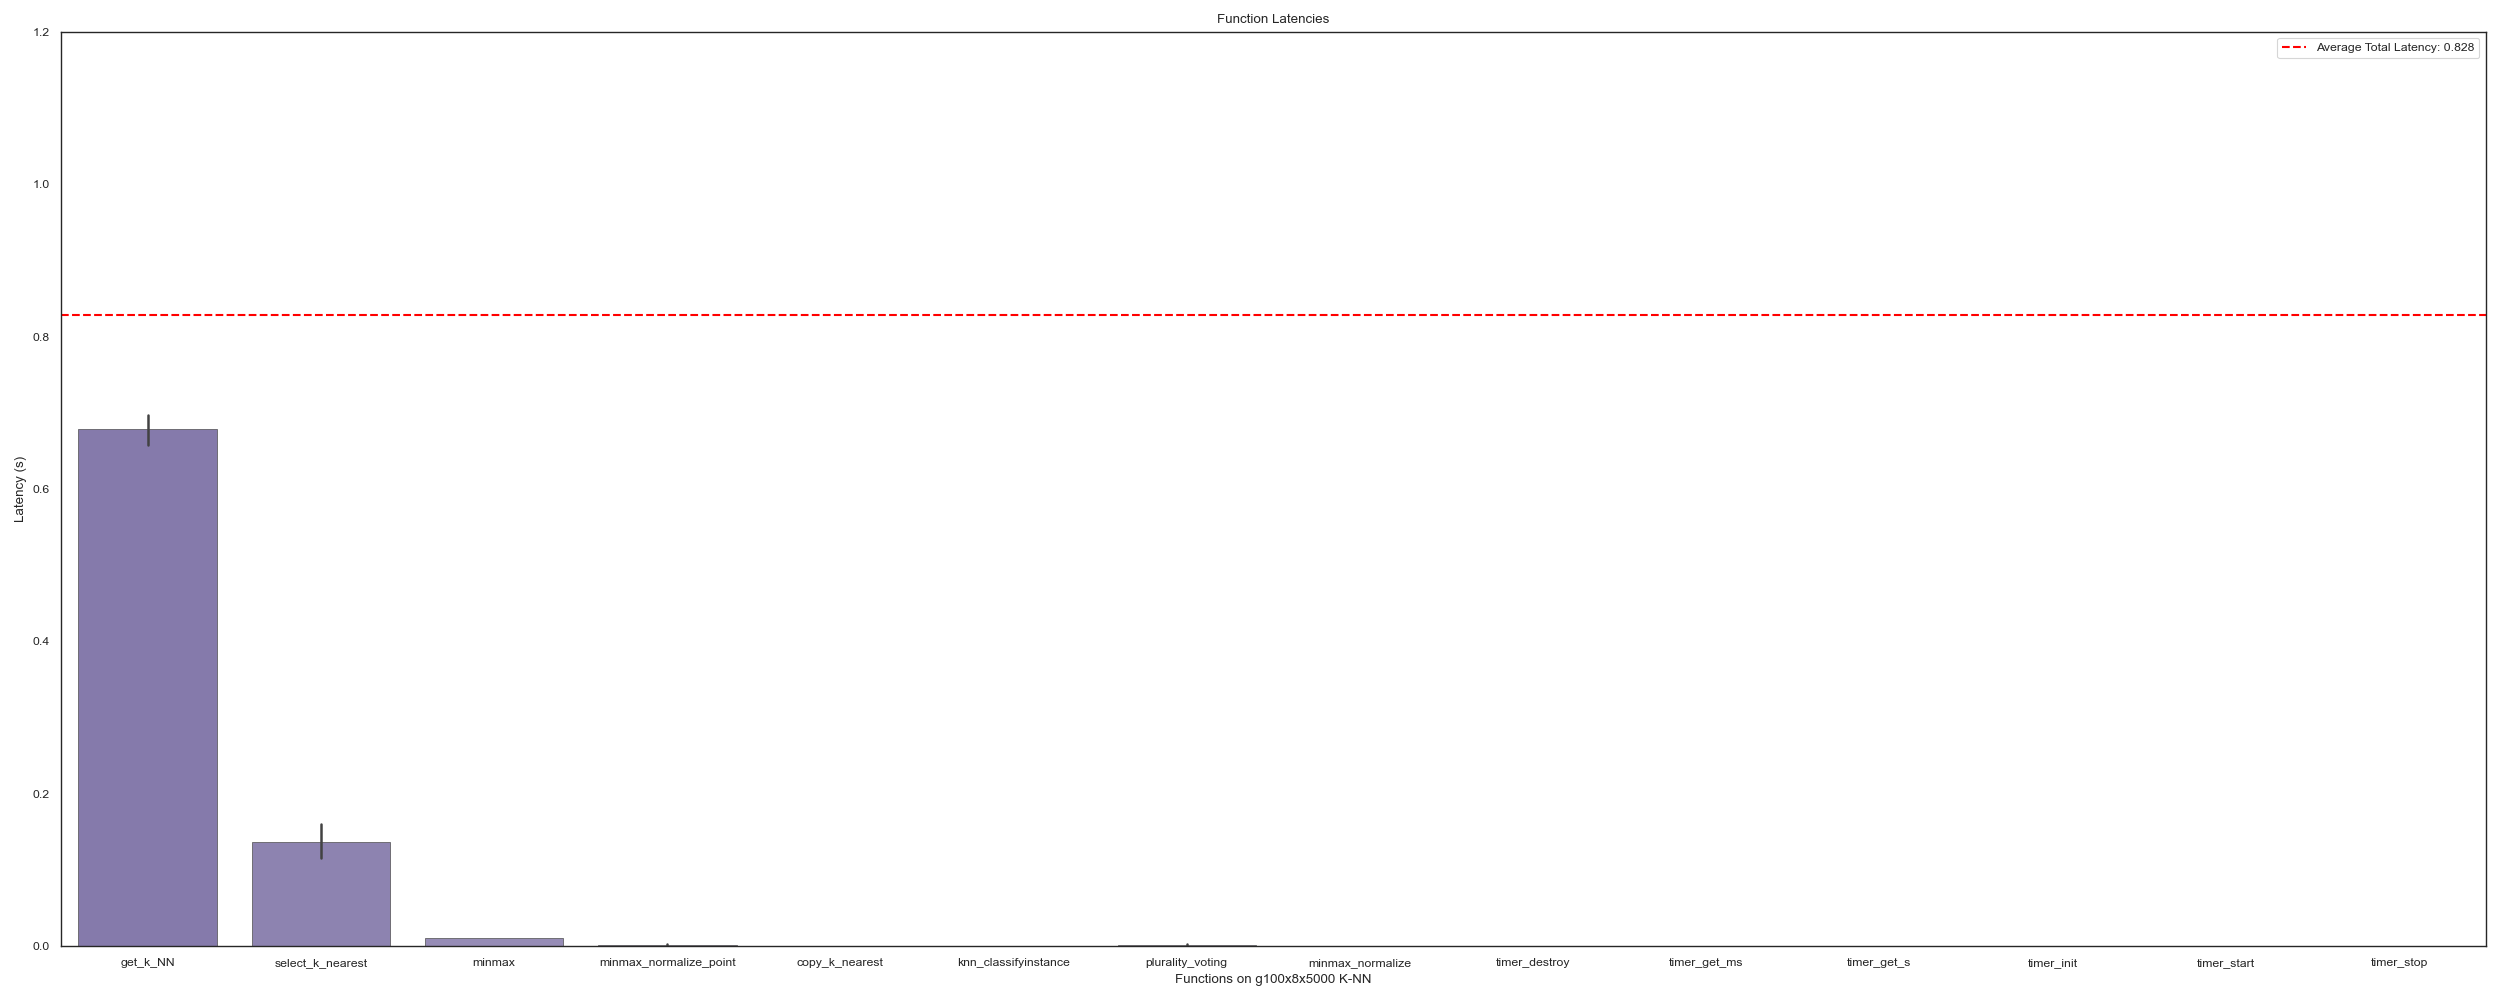 Function Latencies
Average Total Latency: 0.828
Latency (s)
1.2
1.0
0.8
0.6
0.4
0.2
0.0
get_k_NN
select_k_nearest
minmax
minmax_normalize_point
copy_k_nearest
knn_classifyinstance
plurality_voting
minmax_normalize
timer_destroy
timer_get_ms
timer_get_s
timer_init
timer_start
timer_stop
Functions on g100x8x5000 K-NN